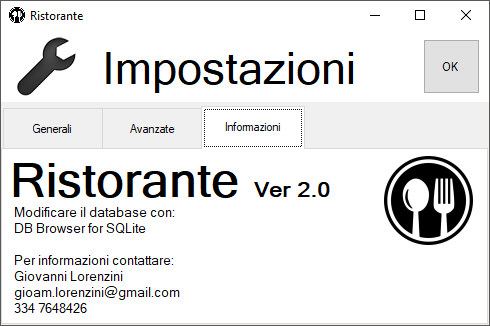 Ristorante
Impostazioni
OK
Generali
Avanzate
Informazioni
Ristorante Ver 2.0
Modificare il database con:
DB Browser for SQLite
Per informazioni contattare:
Giovanni Lorenzini
gioam.lorenzini@gmail.com
334 7648426